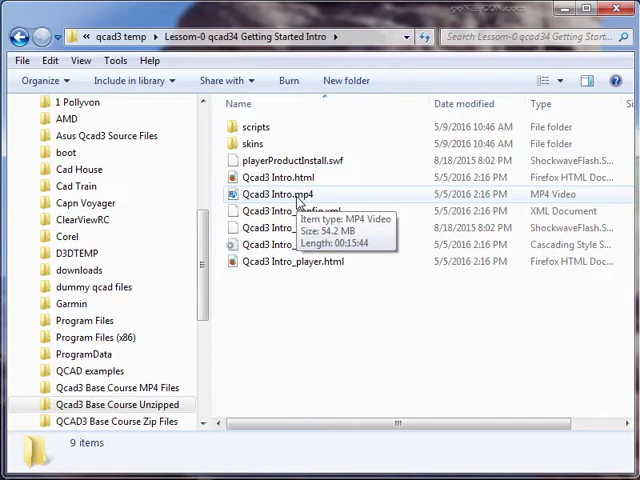 qcad3 temp
Lessom-0 qcad34 Getting Started Intro
Search Lessom-0 qcad34 Getting Start...
File Edit View Tools Help
Organize Include in library Share with Burn New folder
1 Pollyvon
AMD
Asus Qcad3 Source Files
boot
Cad House
Cad Train
Capn Voyager
ClearViewRC
Corel
D3DTEMP
downloads
dummy qcad files
Garmin
Program Files
Program Files (x86)
ProgramData
QCAD examples
Qcad3 Base Course MP4 Files
Qcad3 Base Course Unzipped
QCAD3 Base Course Zip Files
Name Date modified Type Siz
scripts 5/9/2016 10:46 AM File folder
skins 5/9/2016 10:46 AM File folder
playerProductInstall.swf 8/18/2015 8:02 PM ShockwaveFlash.S...
Qcad3 Intro.html 5/5/2016 2:16 PM Firefox HTML Doc...
Qcad3 Intro.mp4 5/5/2016 2:16 PM MP4 Video
Qcad3 Intro_config.xml 5/5/2016 2:16 PM XML Document
Qcad3 Intro_ 8/18/2015 8:02 PM ShockwaveFlash.S...
Qcad3 Intro_ 5/5/2016 2:16 PM Cascading Style S...
Qcad3 Intro_player.html 5/5/2016 2:16 PM Firefox HTML Doc...
Item type: MP4 Video
Size: 54.2 MB
Length: 00:15:44
9 items